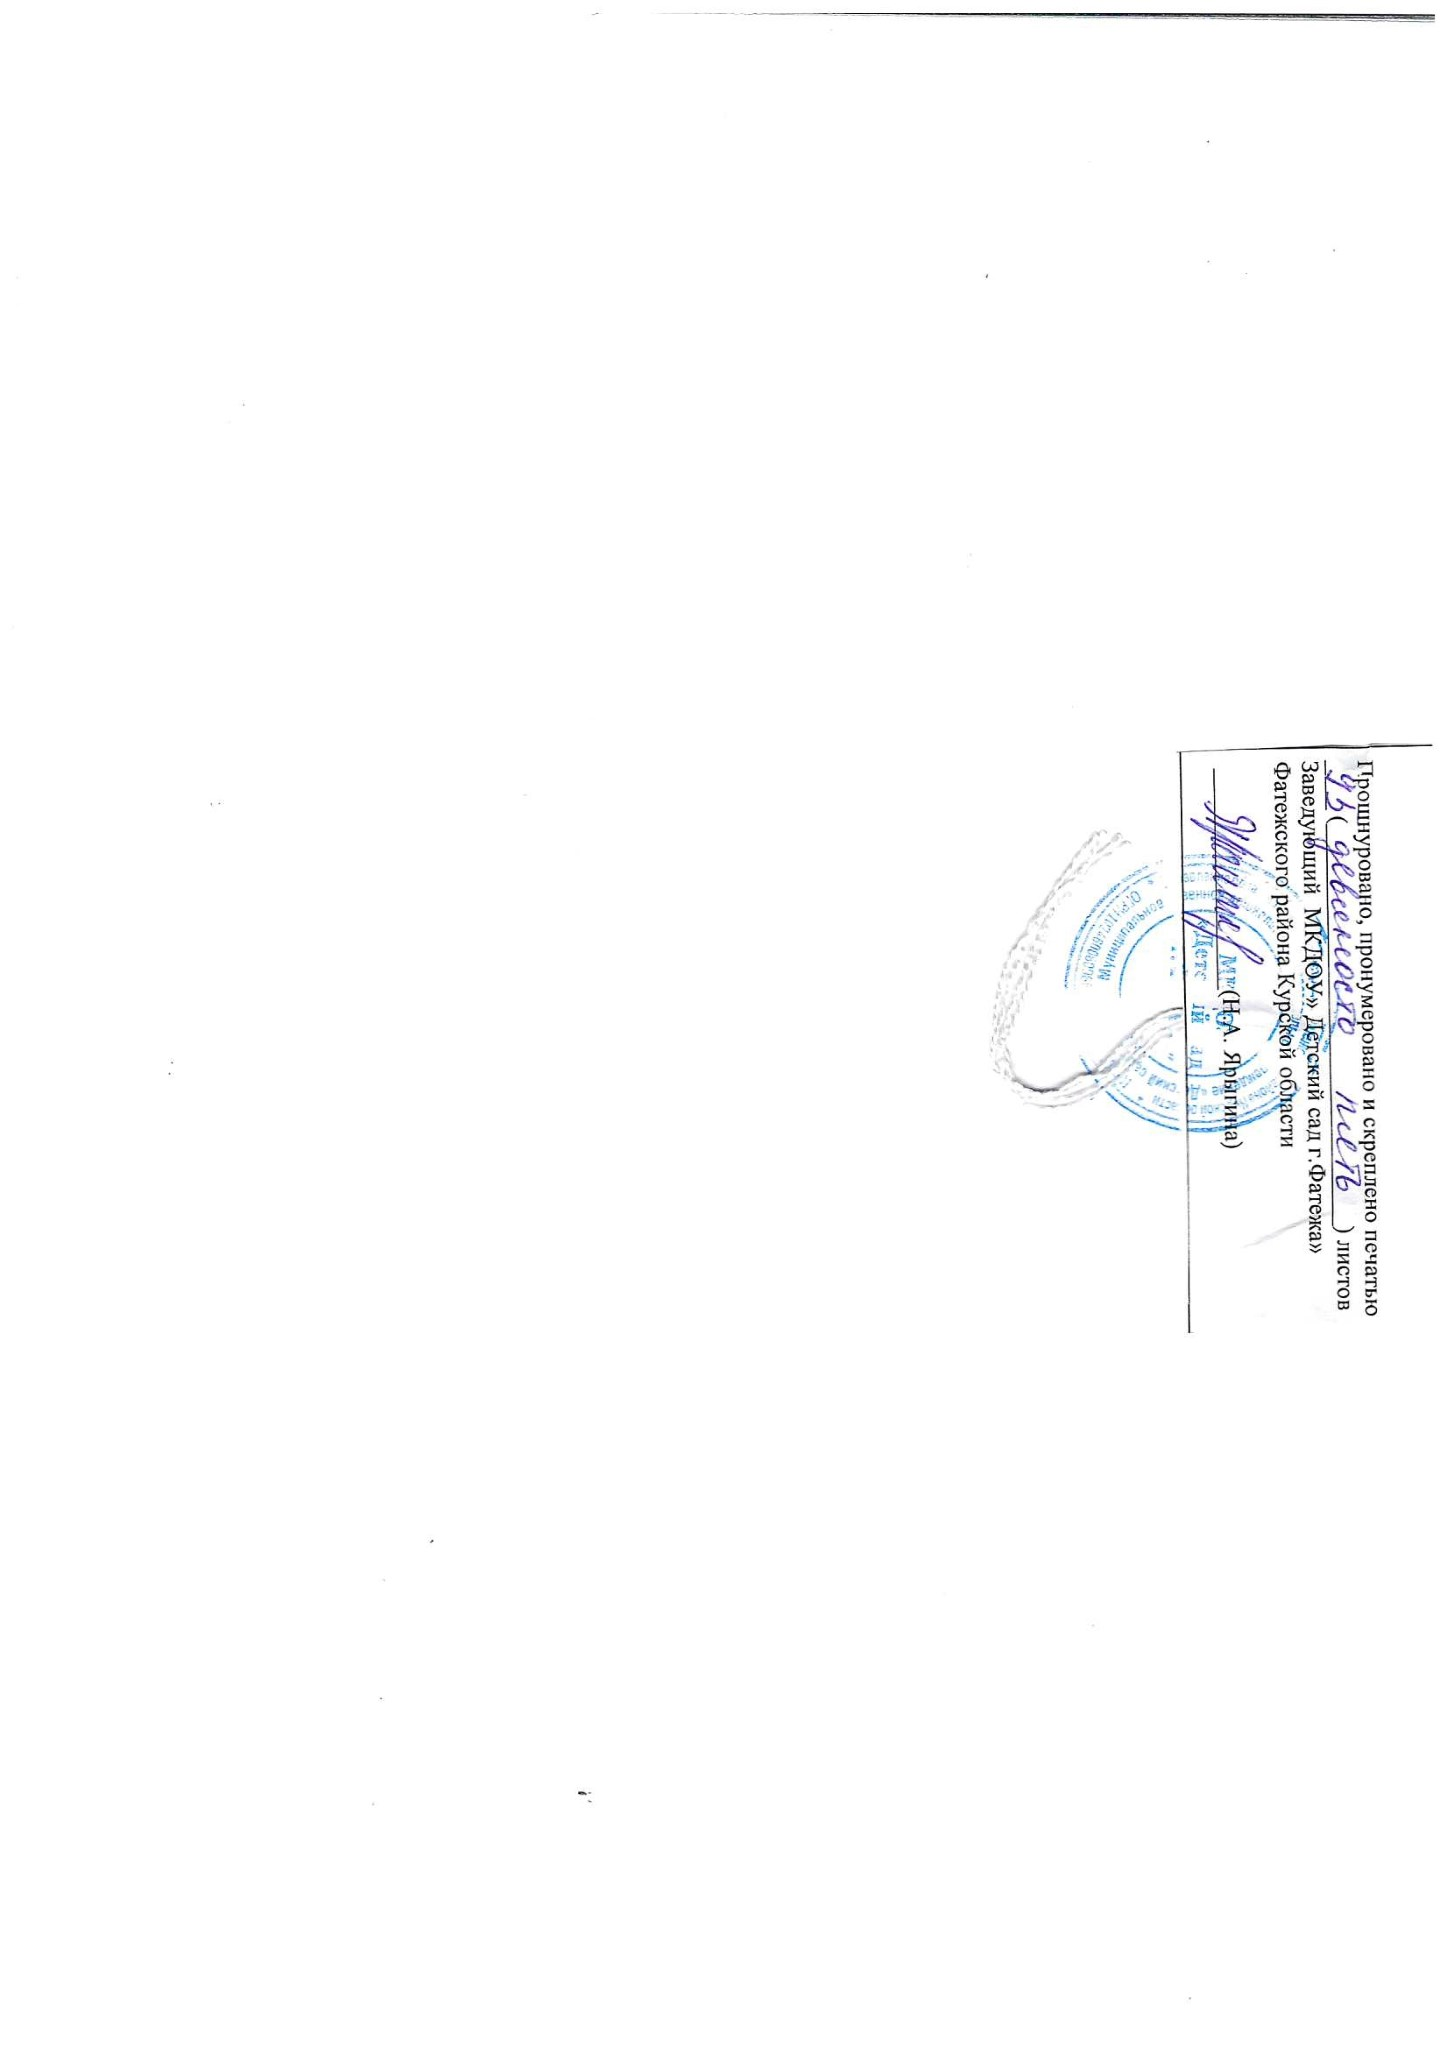 Прошнуровано, пронумеровано и скреплено печатью
95( девяносто пять ) листов
Заведующий МКДОУ» Детский сад г.Фатежа»
Фатежского района Курской области
(Н.А. Ярыгина)